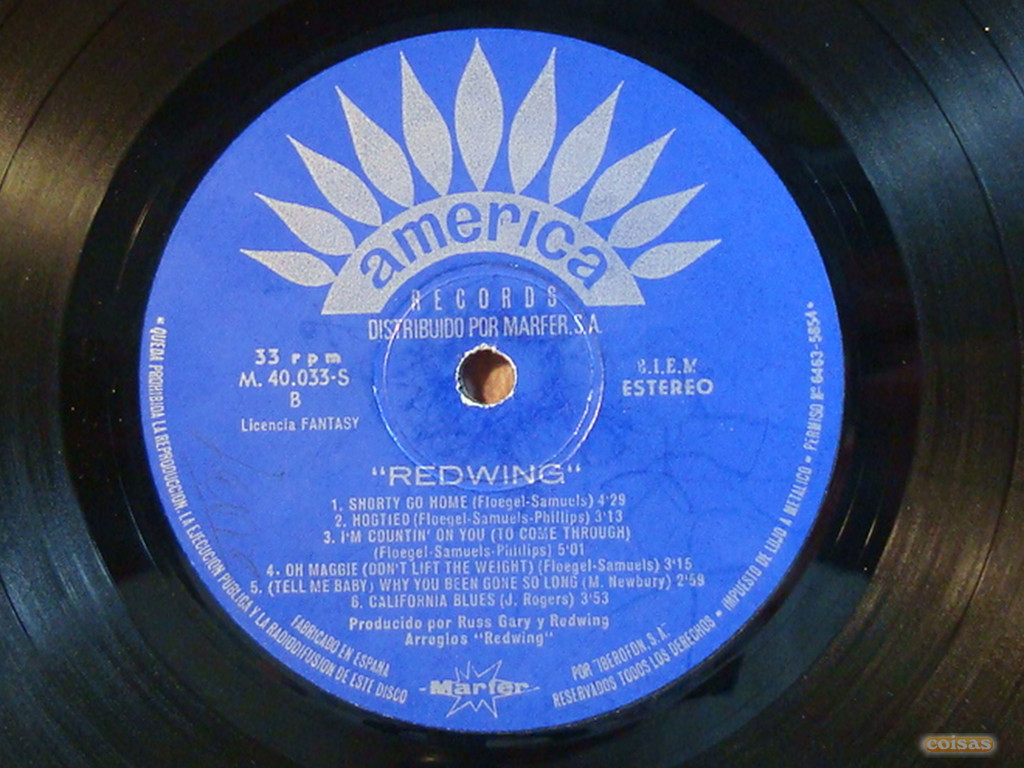 america
RECORDS
DISTRIBUIDO POR MARFER. S.A.
33 rpm
M. 40.033-S
B
Licencia FANTASY
B.I.E.M
ESTEREO
"REDWING"
1. SHORTY GO HOME (Floegel-Samuels) 4'29
2. HOGTIED (Floegel-Samuels-Phillips) 3'13
3. I'M COUNTIN' ON YOU (TO COME THROUGH)
(Floegel-Samuels-Phillips) 5'01
4. OH MAGGIE (DON'T LIFT THE WEIGHT) (Floegel-Samuels) 3'15
5. (TELL ME BABY) WHY YOU BEEN GONE SO LONG (M. Newbury) 2'59
6. CALIFORNIA BLUES (J. Rogers) 3'53
Producido por Russ Gary y Redwing
Arreglos "Redwing"
* QUEDA PROHIBIDA LA REPRODUCCION, LA EJECUCION PUBLICA Y LA RADIODIFUSION DE ESTE DISCO
FABRICADO EN ESPAÑA
Marfer
POR "IBEROFON, S. A."
RESERVADOS TODOS LOS DERECHOS • IMPUESTO DE LUJO A METALICO • PERMISO Nº 6463-5854 *
coisas